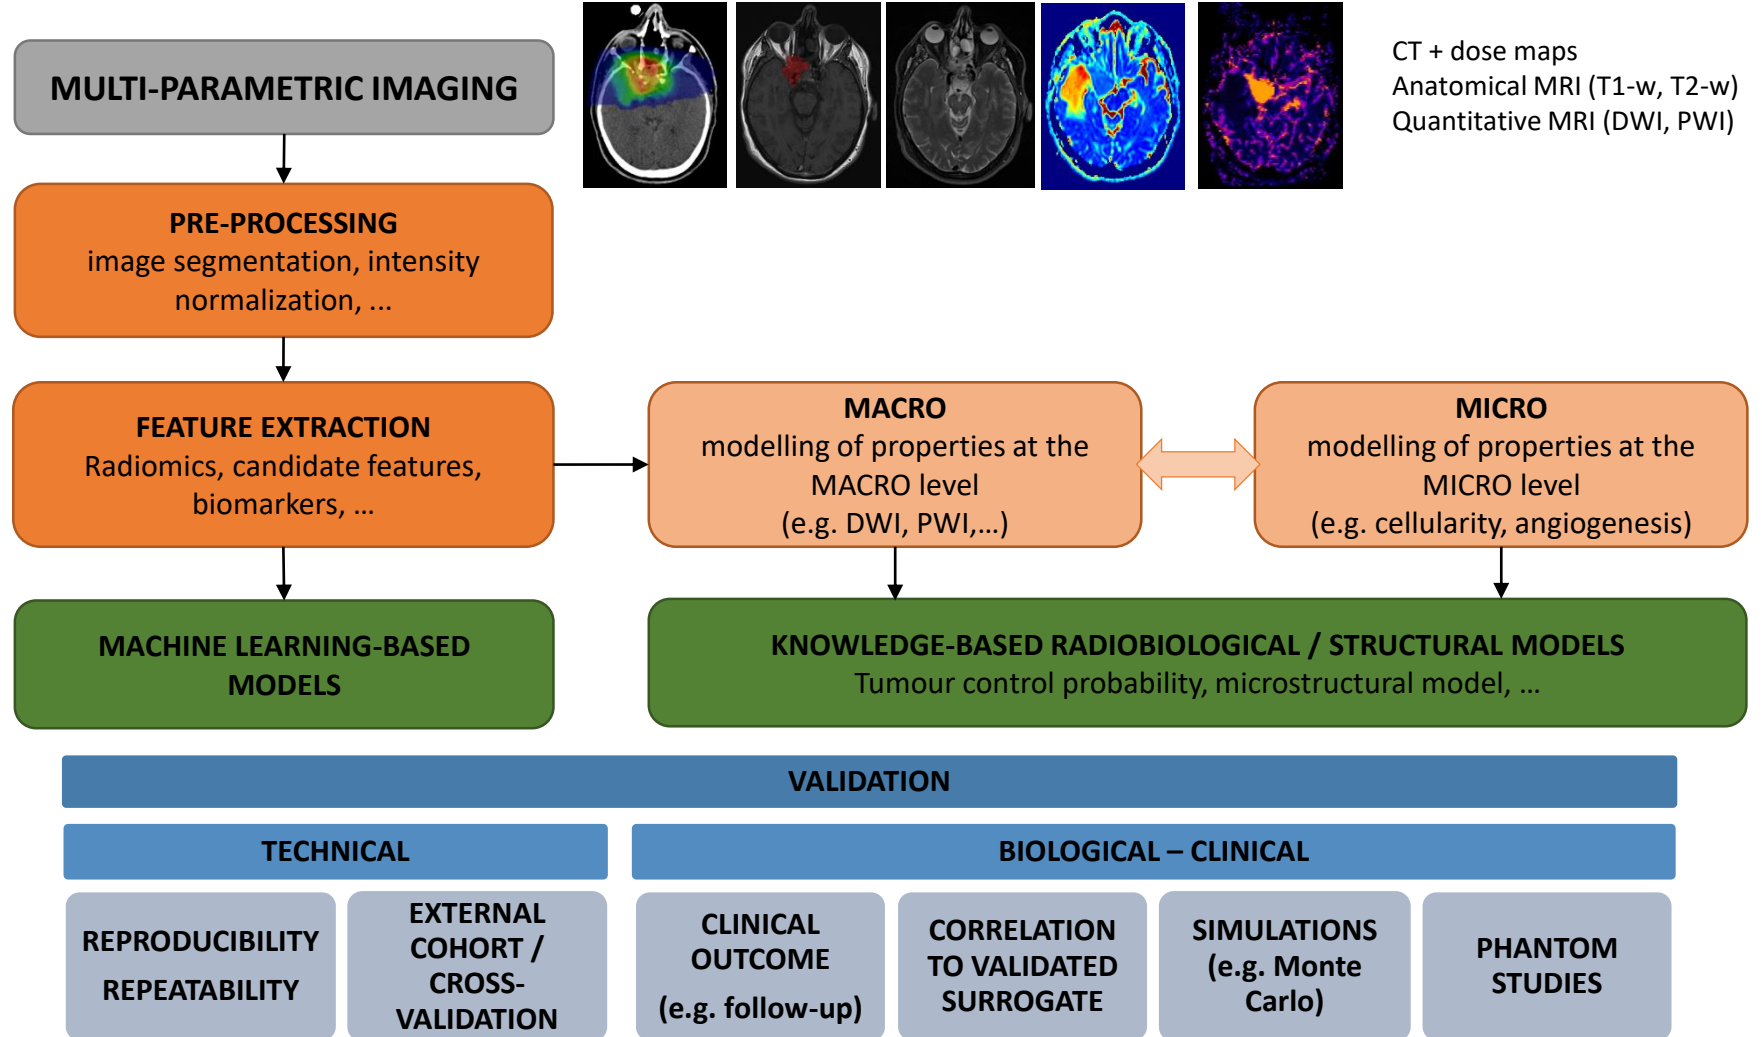 MULTI-PARAMETRIC IMAGING
CT + dose maps
Anatomical MRI (T1-w, T2-w)
Quantitative MRI (DWI, PWI)
PRE-PROCESSING
image segmentation, intensity
normalization, ...
FEATURE EXTRACTION
Radiomics, candidate features,
biomarkers, …
MACRO
modelling of properties at the
MACRO level
(e.g. DWI, PWI,…)
MICRO
modelling of properties at the
MICRO level
(e.g. cellularity, angiogenesis)
MACHINE LEARNING-BASED
MODELS
KNOWLEDGE-BASED RADIOBIOLOGICAL / STRUCTURAL MODELS
Tumour control probability, microstructural model, …
VALIDATION
TECHNICAL
BIOLOGICAL – CLINICAL
REPRODUCIBILITY
REPEATABILITY
EXTERNAL
COHORT /
CROSS-
VALIDATION
CLINICAL
OUTCOME
(e.g. follow-up)
CORRELATION
TO VALIDATED
SURROGATE
SIMULATIONS
(e.g. Monte
Carlo)
PHANTOM
STUDIES